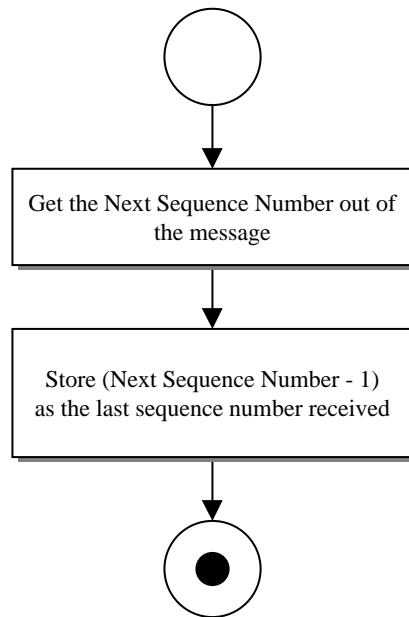 Get the Next Sequence Number out of
the message
Store (Next Sequence Number - 1)
as the last sequence number received